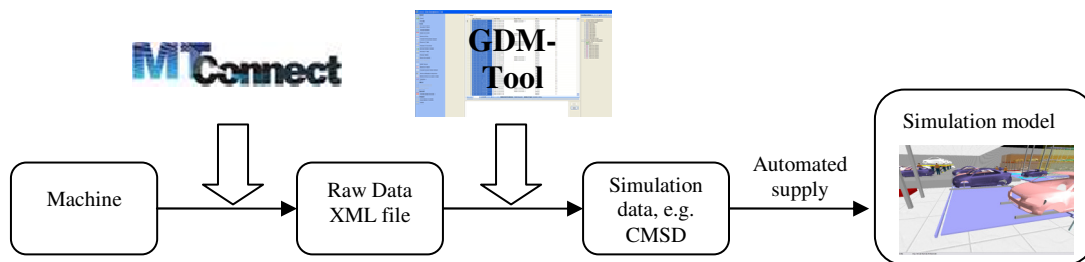 MTConnect
GDM-
Tool
Machine
Raw Data
XML file
Simulation
data, e.g.
CMSD
Automated
supply
Simulation model